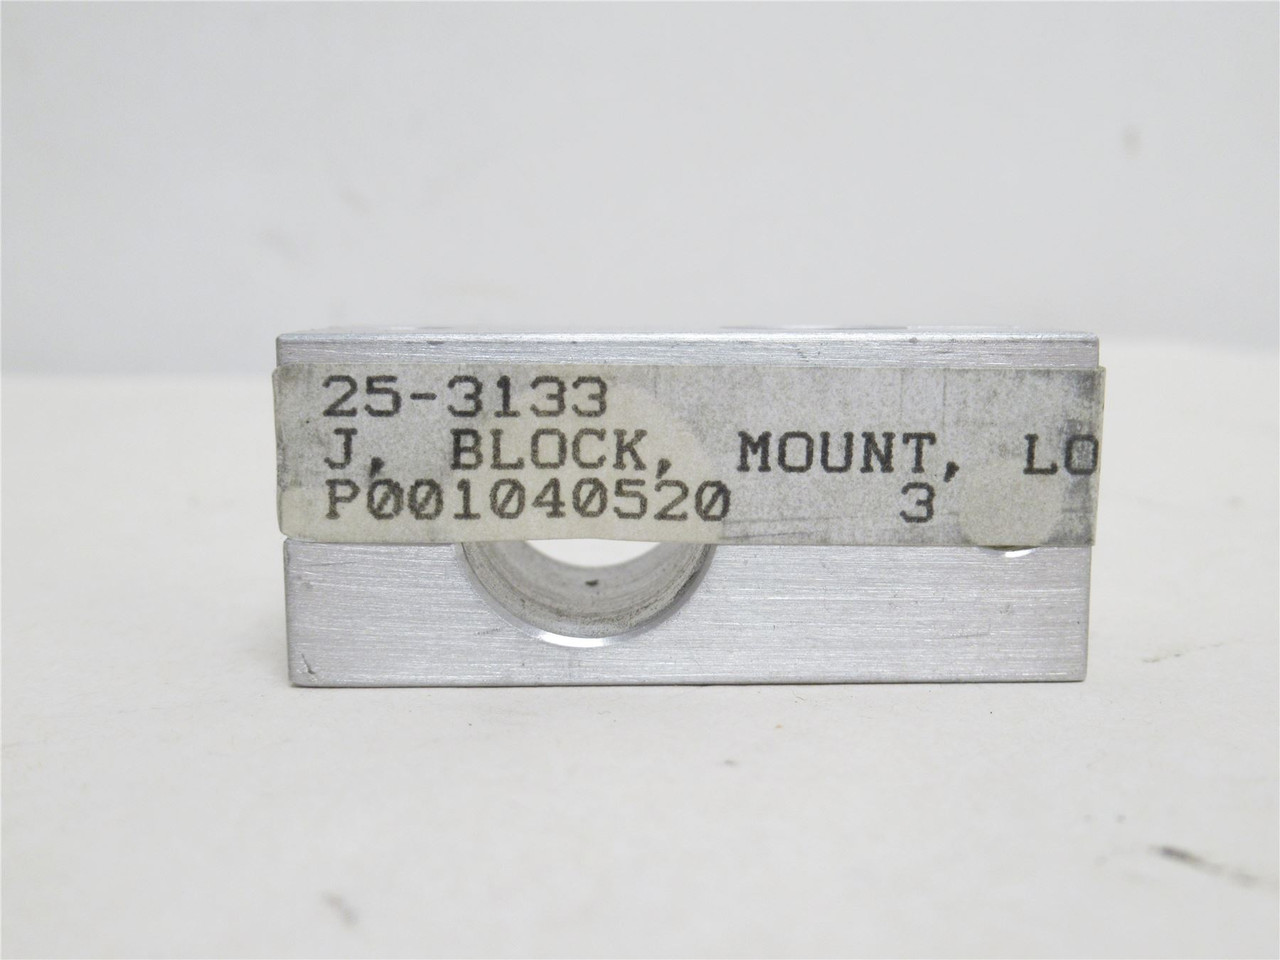 25-3133
J, BLOCK, MOUNT, LO
P001040520 3